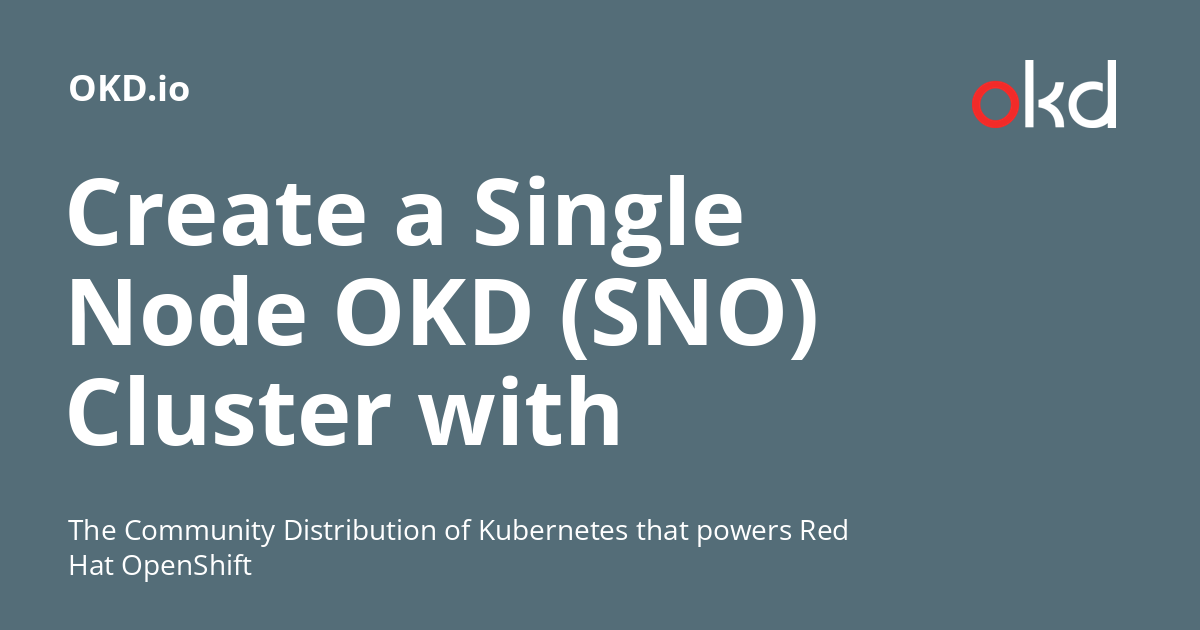 OKD.io
okd
Create a Single
Node OKD (SNO)
Cluster with
The Community Distribution of Kubernetes that powers Red
Hat OpenShift